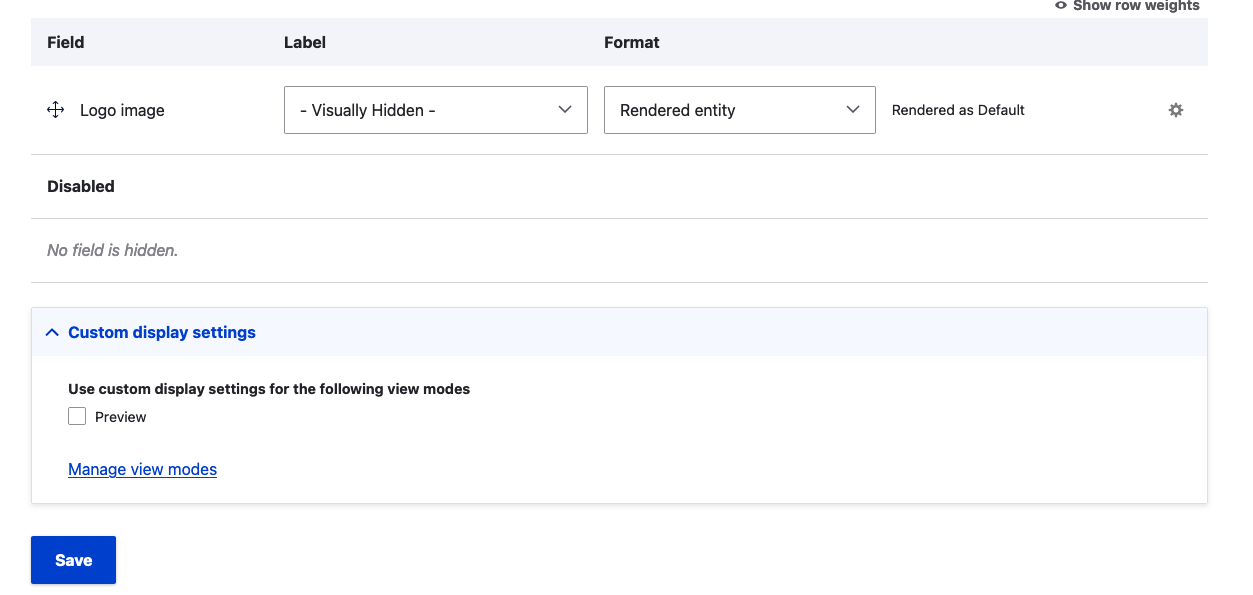 Show row weights
Field Label Format
Logo image - Visually Hidden - Rendered entity Rendered as Default
Disabled
No field is hidden.
Custom display settings
Use custom display settings for the following view modes
Preview
Manage view modes
Save